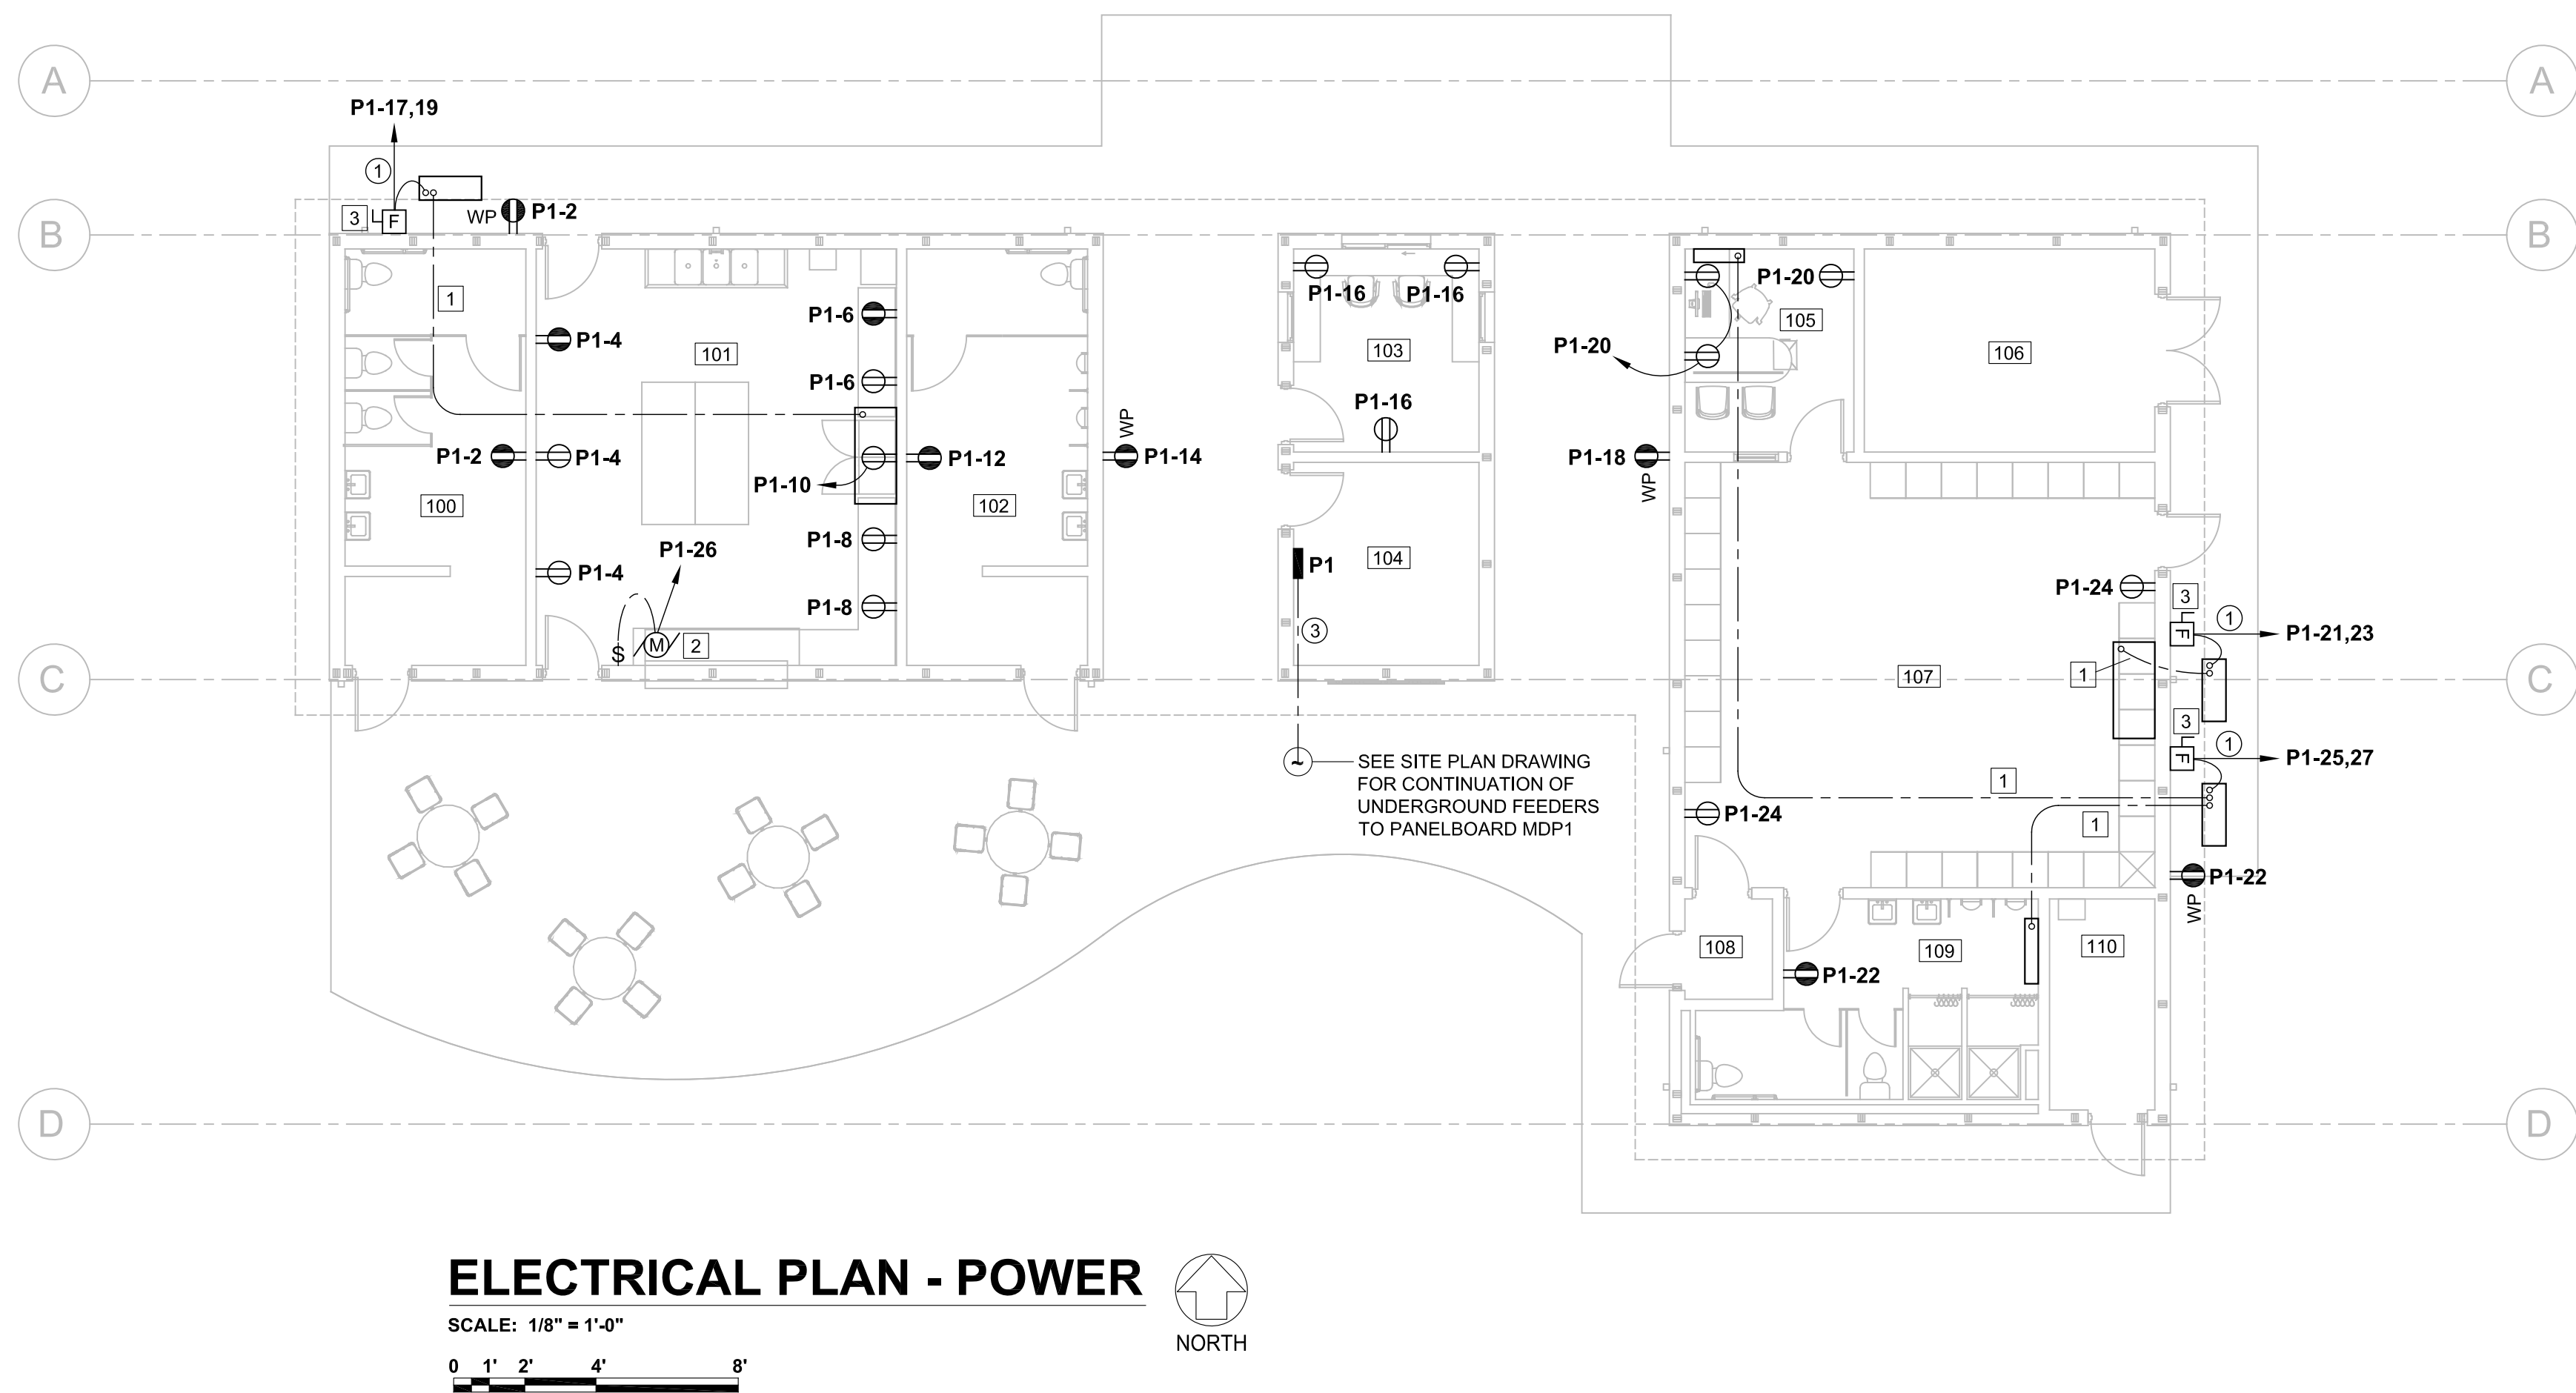 A
A
P1-17,19
1
B
3
F
WP
P1-2
B
1
P1-16
P1-16
P1-20
105
P1-6
P1-4
101
103
P1-20
106
P1-6
P1-16
WP
P1-2
P1-4
P1-12
P1-14
P1-18
P1-10
WP
100
102
P1-8
P1-26
P1
104
P1-4
P1-24
3
P1-8
1
F
P1-21,23
3
S
M
2
C
107
1
C
3
1
F
P1-25,27
~
SEE SITE PLAN DRAWING
FOR CONTINUATION OF
UNDERGROUND FEEDERS
TO PANELBOARD MDP1
1
P1-24
1
P1-22
WP
108
109
110
P1-22
D
D
ELECTRICAL PLAN - POWER
SCALE: 1/8" = 1'-0"
NORTH
0 1' 2' 4' 8'